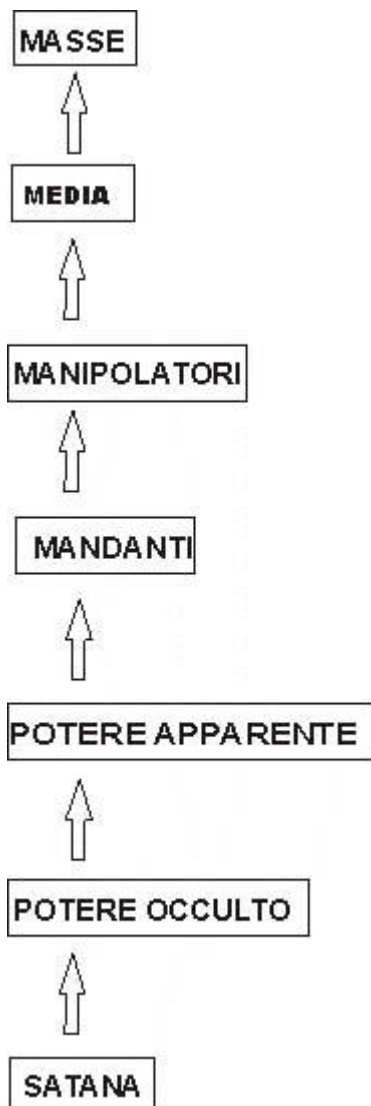 MASSE
MEDIA
MANIPOLATORI
MANDANTI
POTERE APPARENTE
POTERE OCCULTO
SATANA